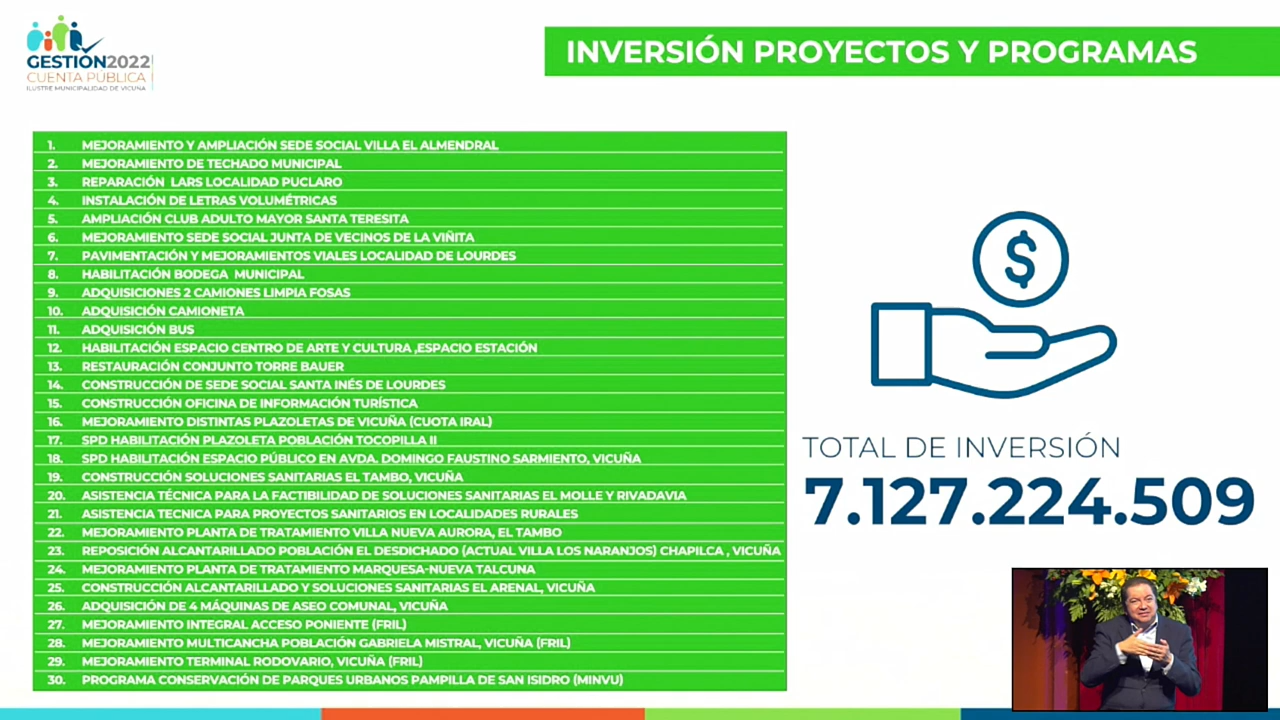 GESTIÓN2022
CUENTA PÚBLICA
ILUSTRE MUNICIPALIDAD DE VICUÑA
INVERSIÓN PROYECTOS Y PROGRAMAS
1. MEJORAMIENTO Y AMPLIACIÓN SEDE SOCIAL VILLA EL ALMENDRAL
2. MEJORAMIENTO DE TECHADO MUNICIPAL
3. REPARACIÓN LARS LOCALIDAD PUCLARO
4. INSTALACIÓN DE LETRAS VOLUMÉTRICAS
5. AMPLIACIÓN CLUB ADULTO MAYOR SANTA TERESITA
6. MEJORAMIENTO SEDE SOCIAL JUNTA DE VECINOS DE LA VIÑITA
7. PAVIMENTACIÓN Y MEJORAMIENTOS VIALES LOCALIDAD DE LOURDES
8. HABILITACIÓN BODEGA MUNICIPAL
9. ADQUISICIONES 2 CAMIONES LIMPIA FOSAS
10. ADQUISICIÓN CAMIONETA
11. ADQUISICIÓN BUS
12. HABILITACIÓN ESPACIO CENTRO DE ARTE Y CULTURA ,ESPACIO ESTACIÓN
13. RESTAURACIÓN CONJUNTO TORRE BAUER
14. CONSTRUCCIÓN DE SEDE SOCIAL SANTA INÉS DE LOURDES
15. CONSTRUCCIÓN OFICINA DE INFORMACIÓN TURÍSTICA
16. MEJORAMIENTO DISTINTAS PLAZOLETAS DE VICUÑA (CUOTA IRAL)
17. SPD HABILITACIÓN PLAZOLETA POBLACIÓN TOCOPILLA II
18. SPD HABILITACIÓN ESPACIO PÚBLICO EN AVDA. DOMINGO FAUSTINO SARMIENTO, VICUÑA
19. CONSTRUCCIÓN SOLUCIONES SANITARIAS EL TAMBO, VICUÑA
20. ASISTENCIA TÉCNICA PARA LA FACTIBILIDAD DE SOLUCIONES SANITARIAS EL MOLLE Y RIVADAVIA
21. ASISTENCIA TECNICA PARA PROYECTOS SANITARIOS EN LOCALIDADES RURALES
22. MEJORAMIENTO PLANTA DE TRATAMIENTO VILLA NUEVA AURORA, EL TAMBO
23. REPOSICIÓN ALCANTARILLADO POBLACIÓN EL DESDICHADO (ACTUAL VILLA LOS NARANJOS) CHAPILCA , VICUÑA
24. MEJORAMIENTO PLANTA DE TRATAMIENTO MARQUESA-NUEVA TALCUNA
25. CONSTRUCCIÓN ALCANTARILLADO Y SOLUCIONES SANITARIAS EL ARENAL, VICUÑA
26. ADQUISICIÓN DE 4 MÁQUINAS DE ASEO COMUNAL, VICUÑA
27. MEJORAMIENTO INTEGRAL ACCESO PONIENTE (FRIL)
28. MEJORAMIENTO MULTICANCHA POBLACIÓN GABRIELA MISTRAL, VICUÑA (FRIL)
29. MEJORAMIENTO TERMINAL RODOVARIO, VICUÑA (FRIL)
30. PROGRAMA CONSERVACIÓN DE PARQUES URBANOS PAMPILLA DE SAN ISIDRO (MINVU)
$
TOTAL DE INVERSIÓN
7.127.224.509